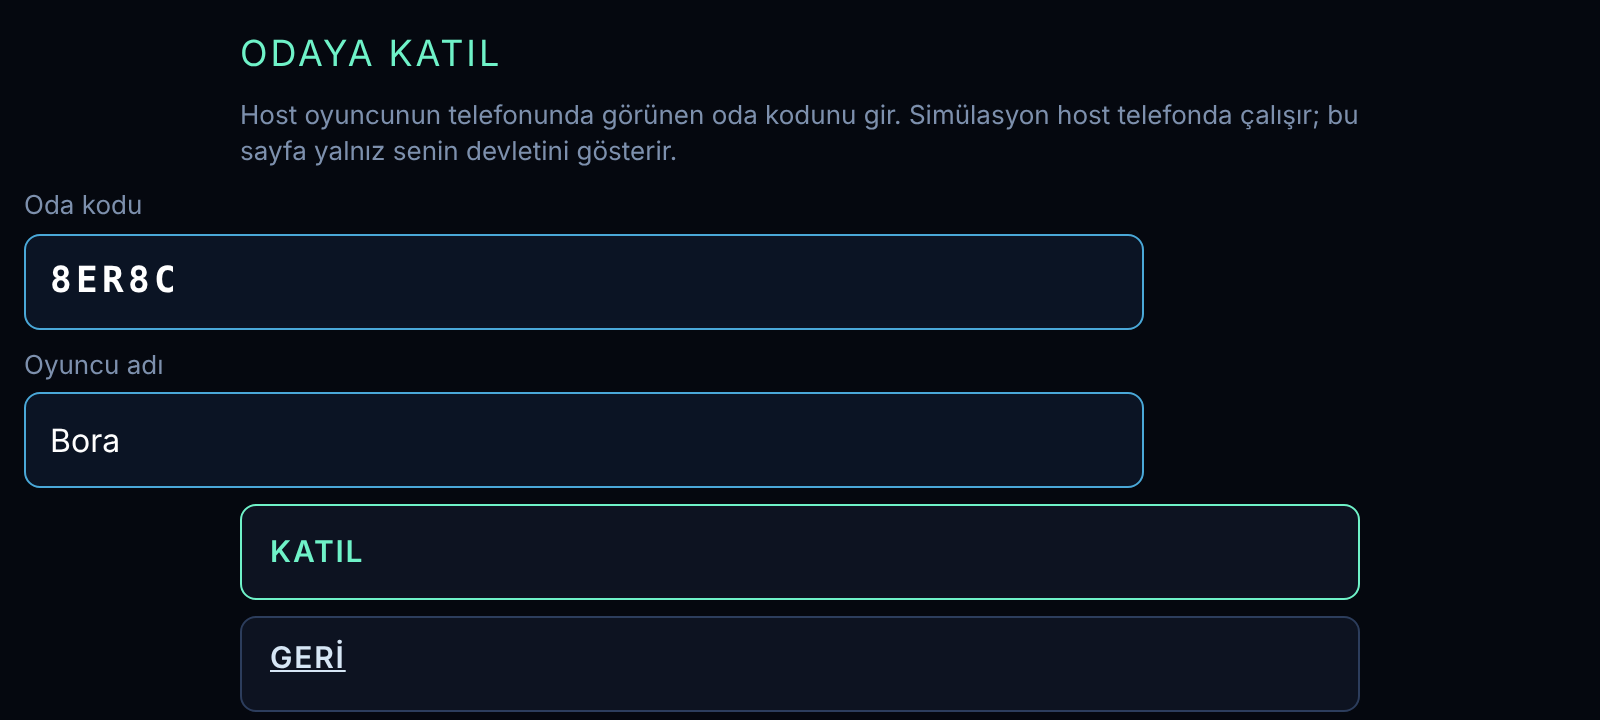 ODAYA KATIL
Host oyuncunun telefonunda görünen oda kodunu gir. Simülasyon host telefonda çalışır; bu
sayfa yalnız senin devletini gösterir.
Oda kodu
8ER8C
Oyuncu adı
Bora
KATIL
GERİ